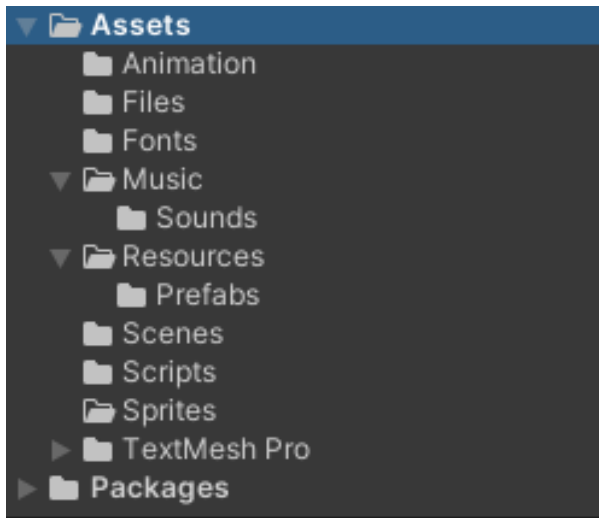 Assets
Animation
Files
Fonts
Music
Sounds
Resources
Prefabs
Scenes
Scripts
Sprites
TextMesh Pro
Packages